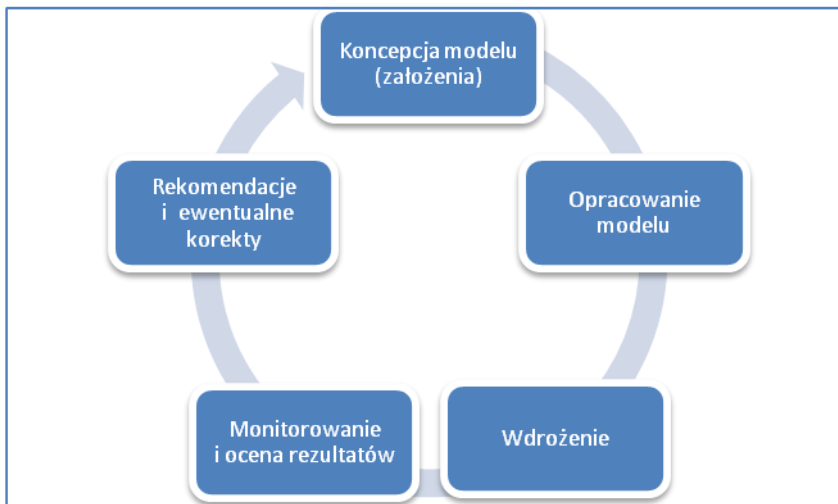 Koncepcja modelu
(założenia)
Opracowanie
modelu
Wdrożenie
Monitorowanie
i ocena rezultatów
Rekomendacje
i ewentualne
korekty